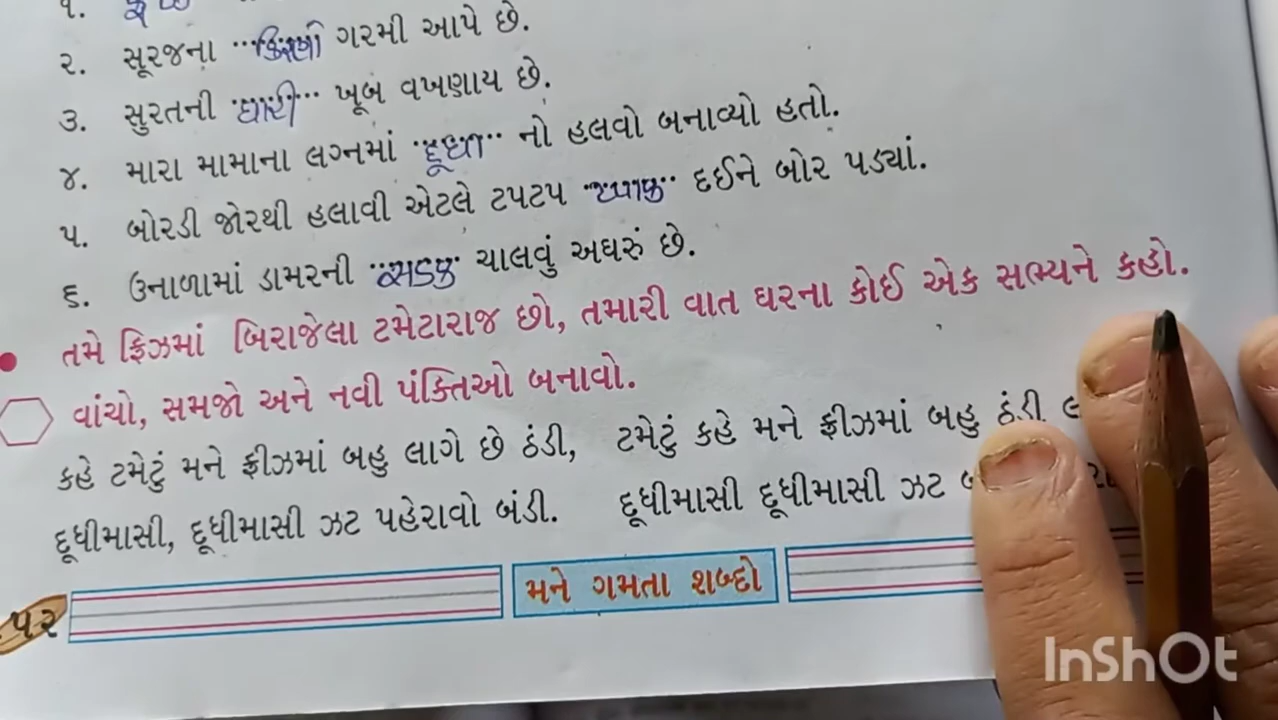 ૧.
૨. સૂરજના કિરણો ગરમી આપે છે.
૩. સુરતની ઘારી ખૂબ વખણાય છે.
૪. મારા મામાના લગ્નમાં દૂધી નો હલવો બનાવ્યો હતો.
૫. બોરડી જોરથી હલાવી એટલે ટપટપ ટપાક દઈને બોર પડ્યાં.
૬. ઉનાળામાં ડામરની સડક ચાલવું અઘરું છે.
• તમે ફ્રિઝમાં બિરાજેલા ટમેટારાજ છો, તમારી વાત ઘરના કોઈ એક સભ્યને કહો.
વાંચો, સમજો અને નવી પંક્તિઓ બનાવો.
કહે ટમેટું મને ફ્રીઝમાં બહુ લાગે છે ઠંડી, ટમેટું કહે મને ફ્રીઝમાં બહુ ઠંડી
દૂધીમાસી, દૂધીમાસી ઝટ પહેરાવો બંડી. દૂધીમાસી દૂધીમાસી ઝટ
૫૨ મને ગમતા શબ્દો
InShOt